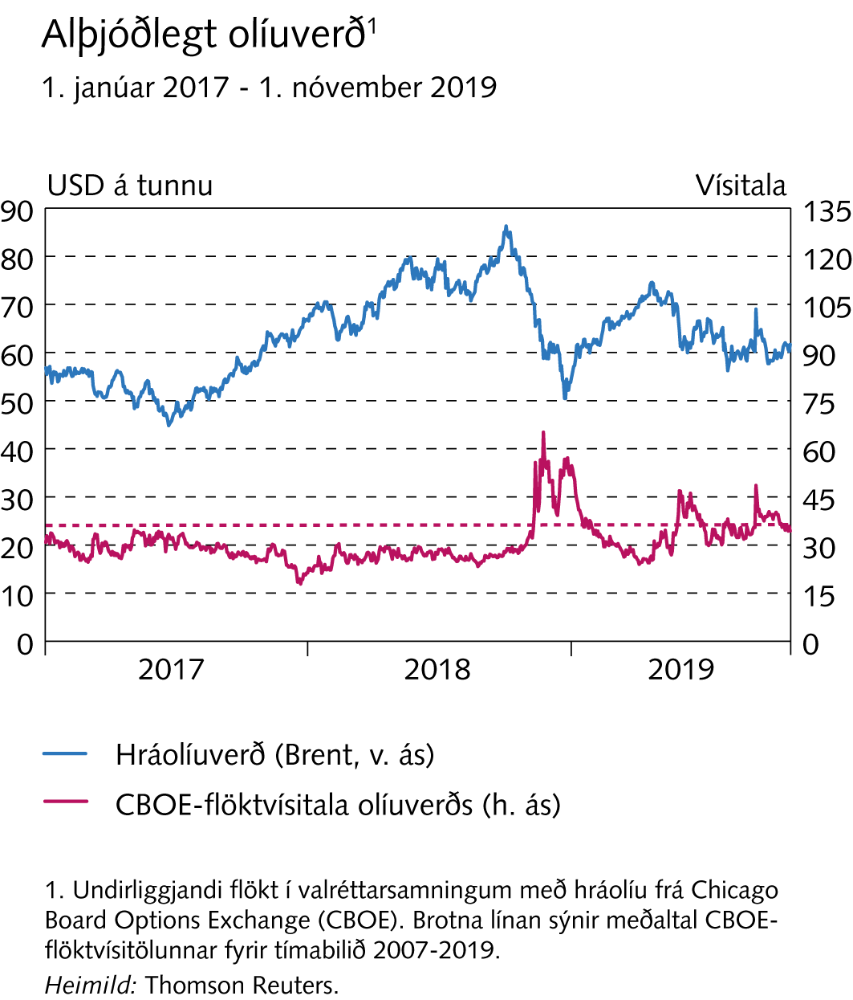 Alþjóðlegt olíuverð¹
1. janúar 2017 - 1. nóvember 2019
USD á tunnu Vísitala
90 135
80 120
70 105
60 90
50 75
40 60
30 45
20 30
10 15
0 0
2017 2018 2019
Hráolíuverð (Brent, v. ás)
CBOE-flöktvísitala olíuverðs (h. ás)
1. Undirliggjandi flökt í valréttarsamningum með hráolíu frá Chicago
Board Options Exchange (CBOE). Brotna línan sýnir meðaltal CBOE-
flöktvísitölunnar fyrir tímabilið 2007-2019.
Heimild: Thomson Reuters.